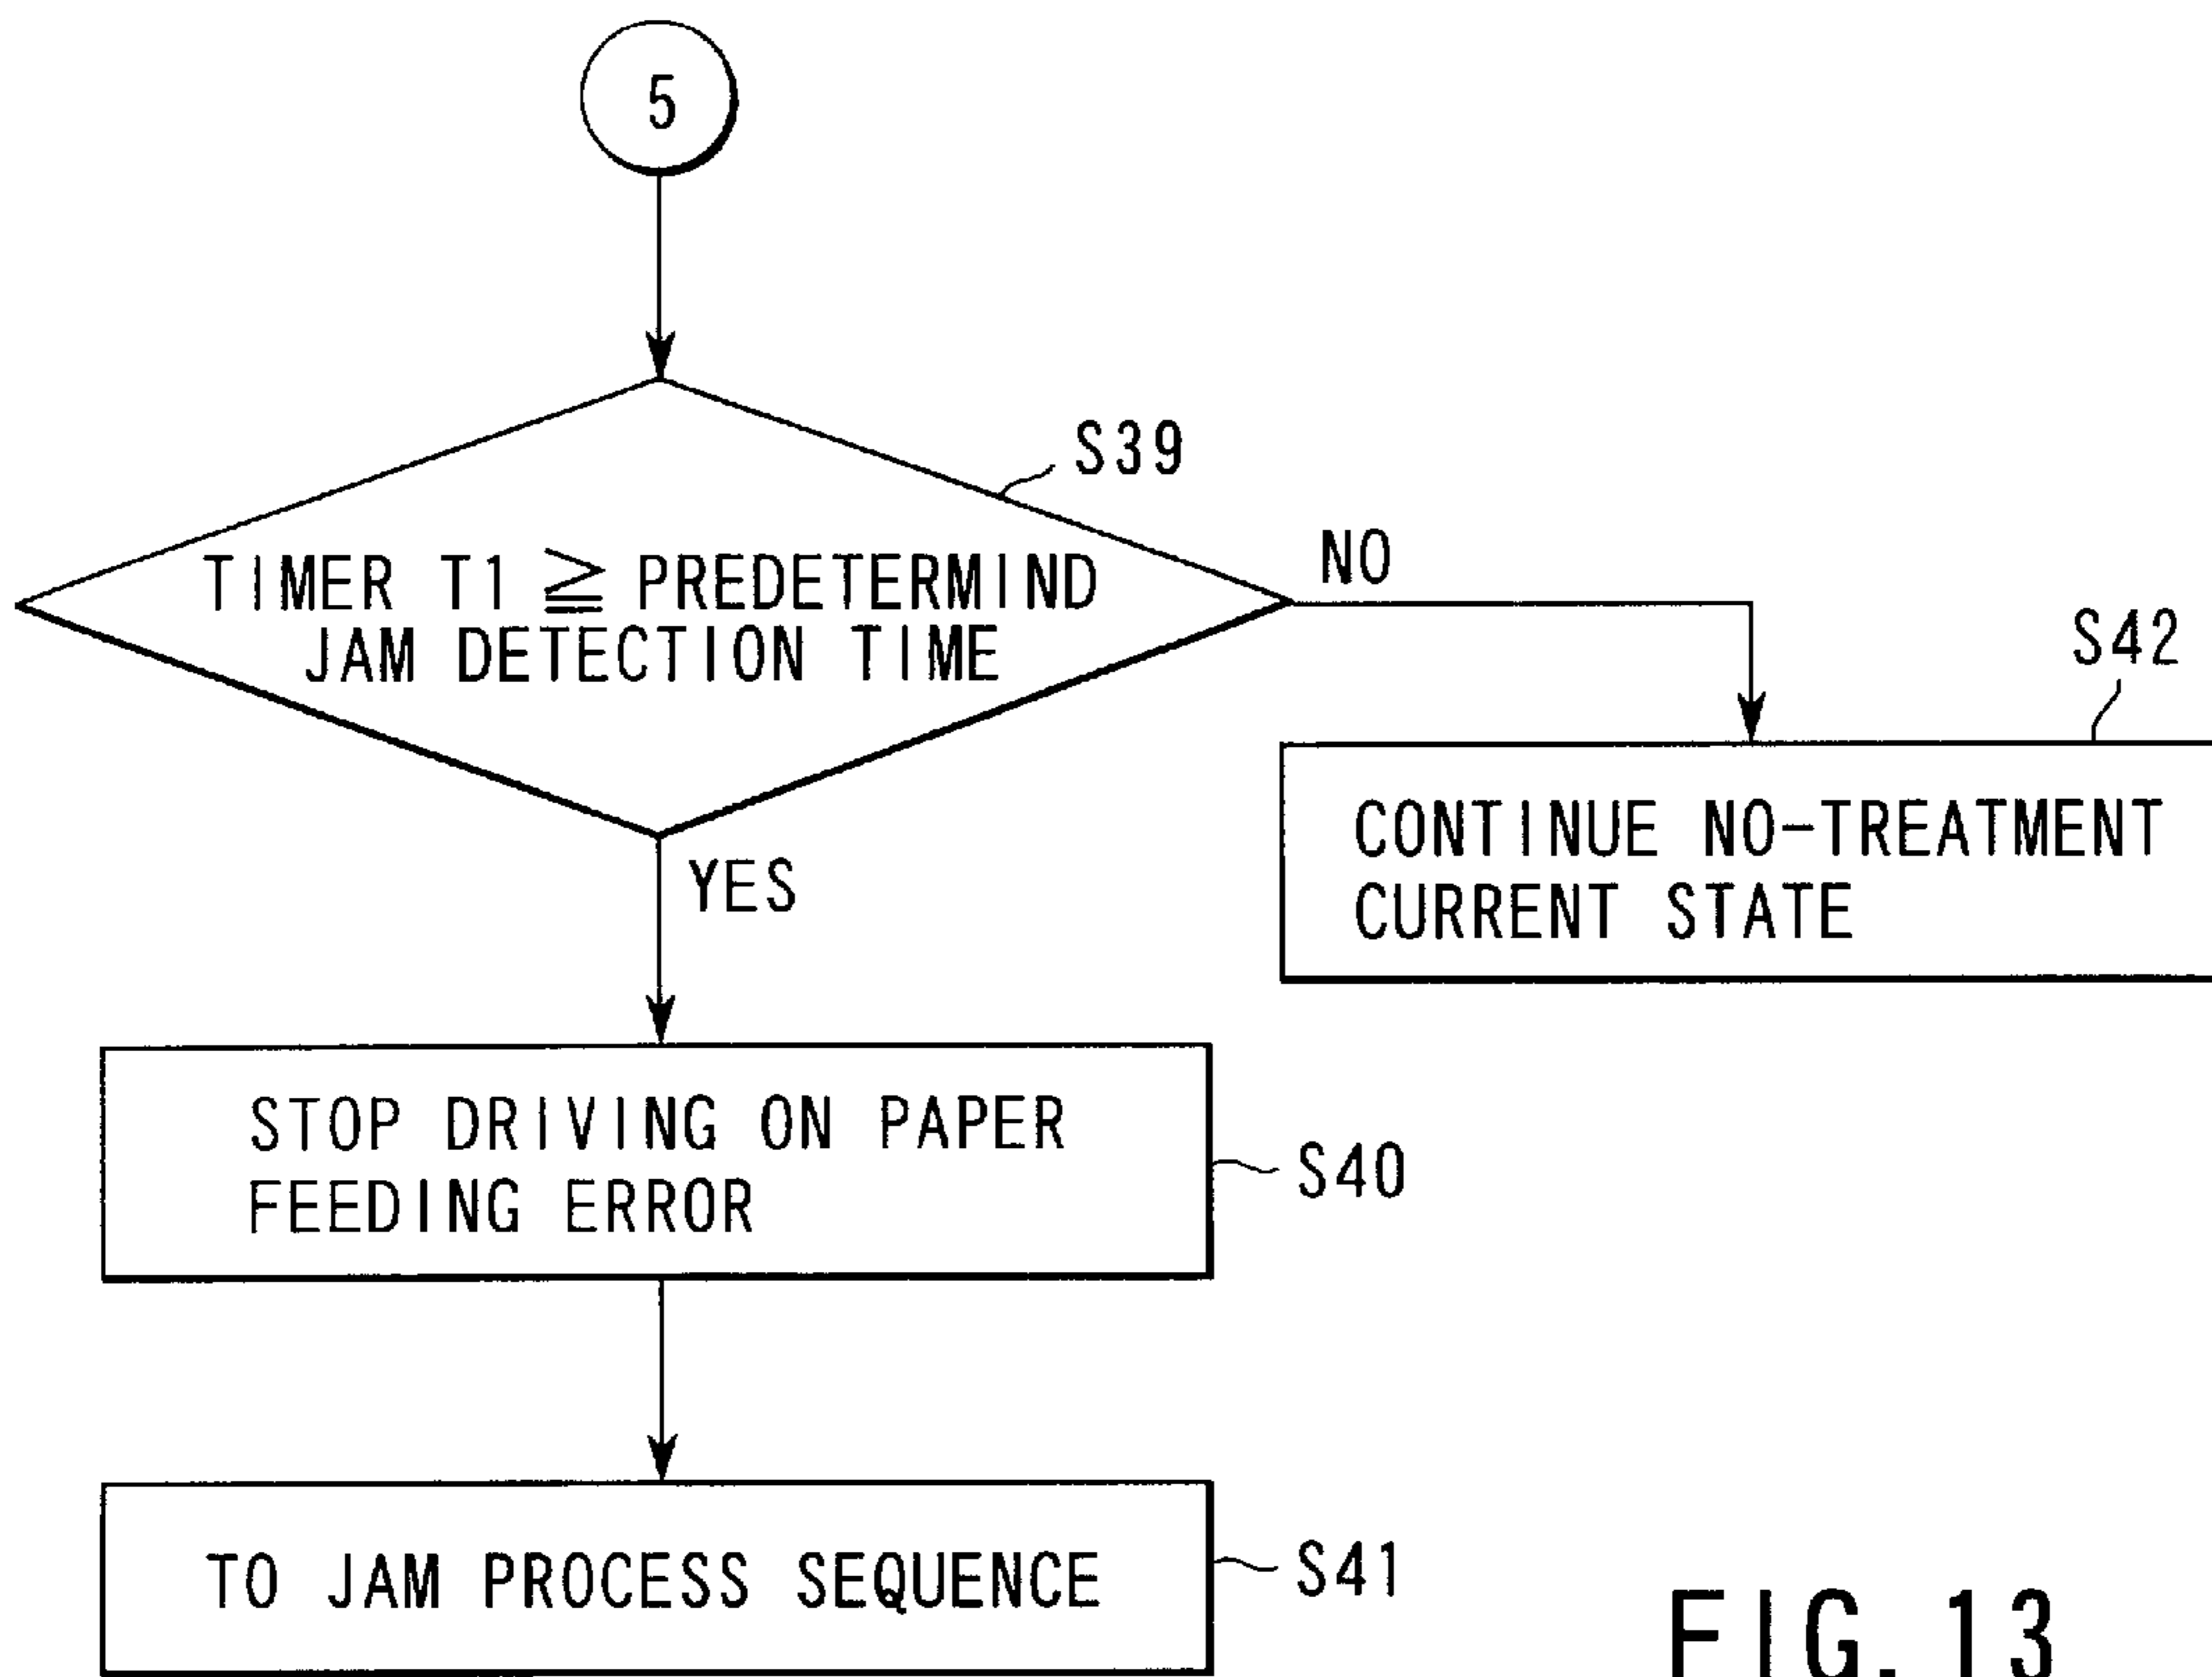 5
S39
TIMER T1 ≧ PREDETERMIND
JAM DETECTION TIME
NO
S42
CONTINUE NO-TREATMENT
CURRENT STATE
YES
STOP DRIVING ON PAPER
FEEDING ERROR
S40
TO JAM PROCESS SEQUENCE
S41
FIG. 13